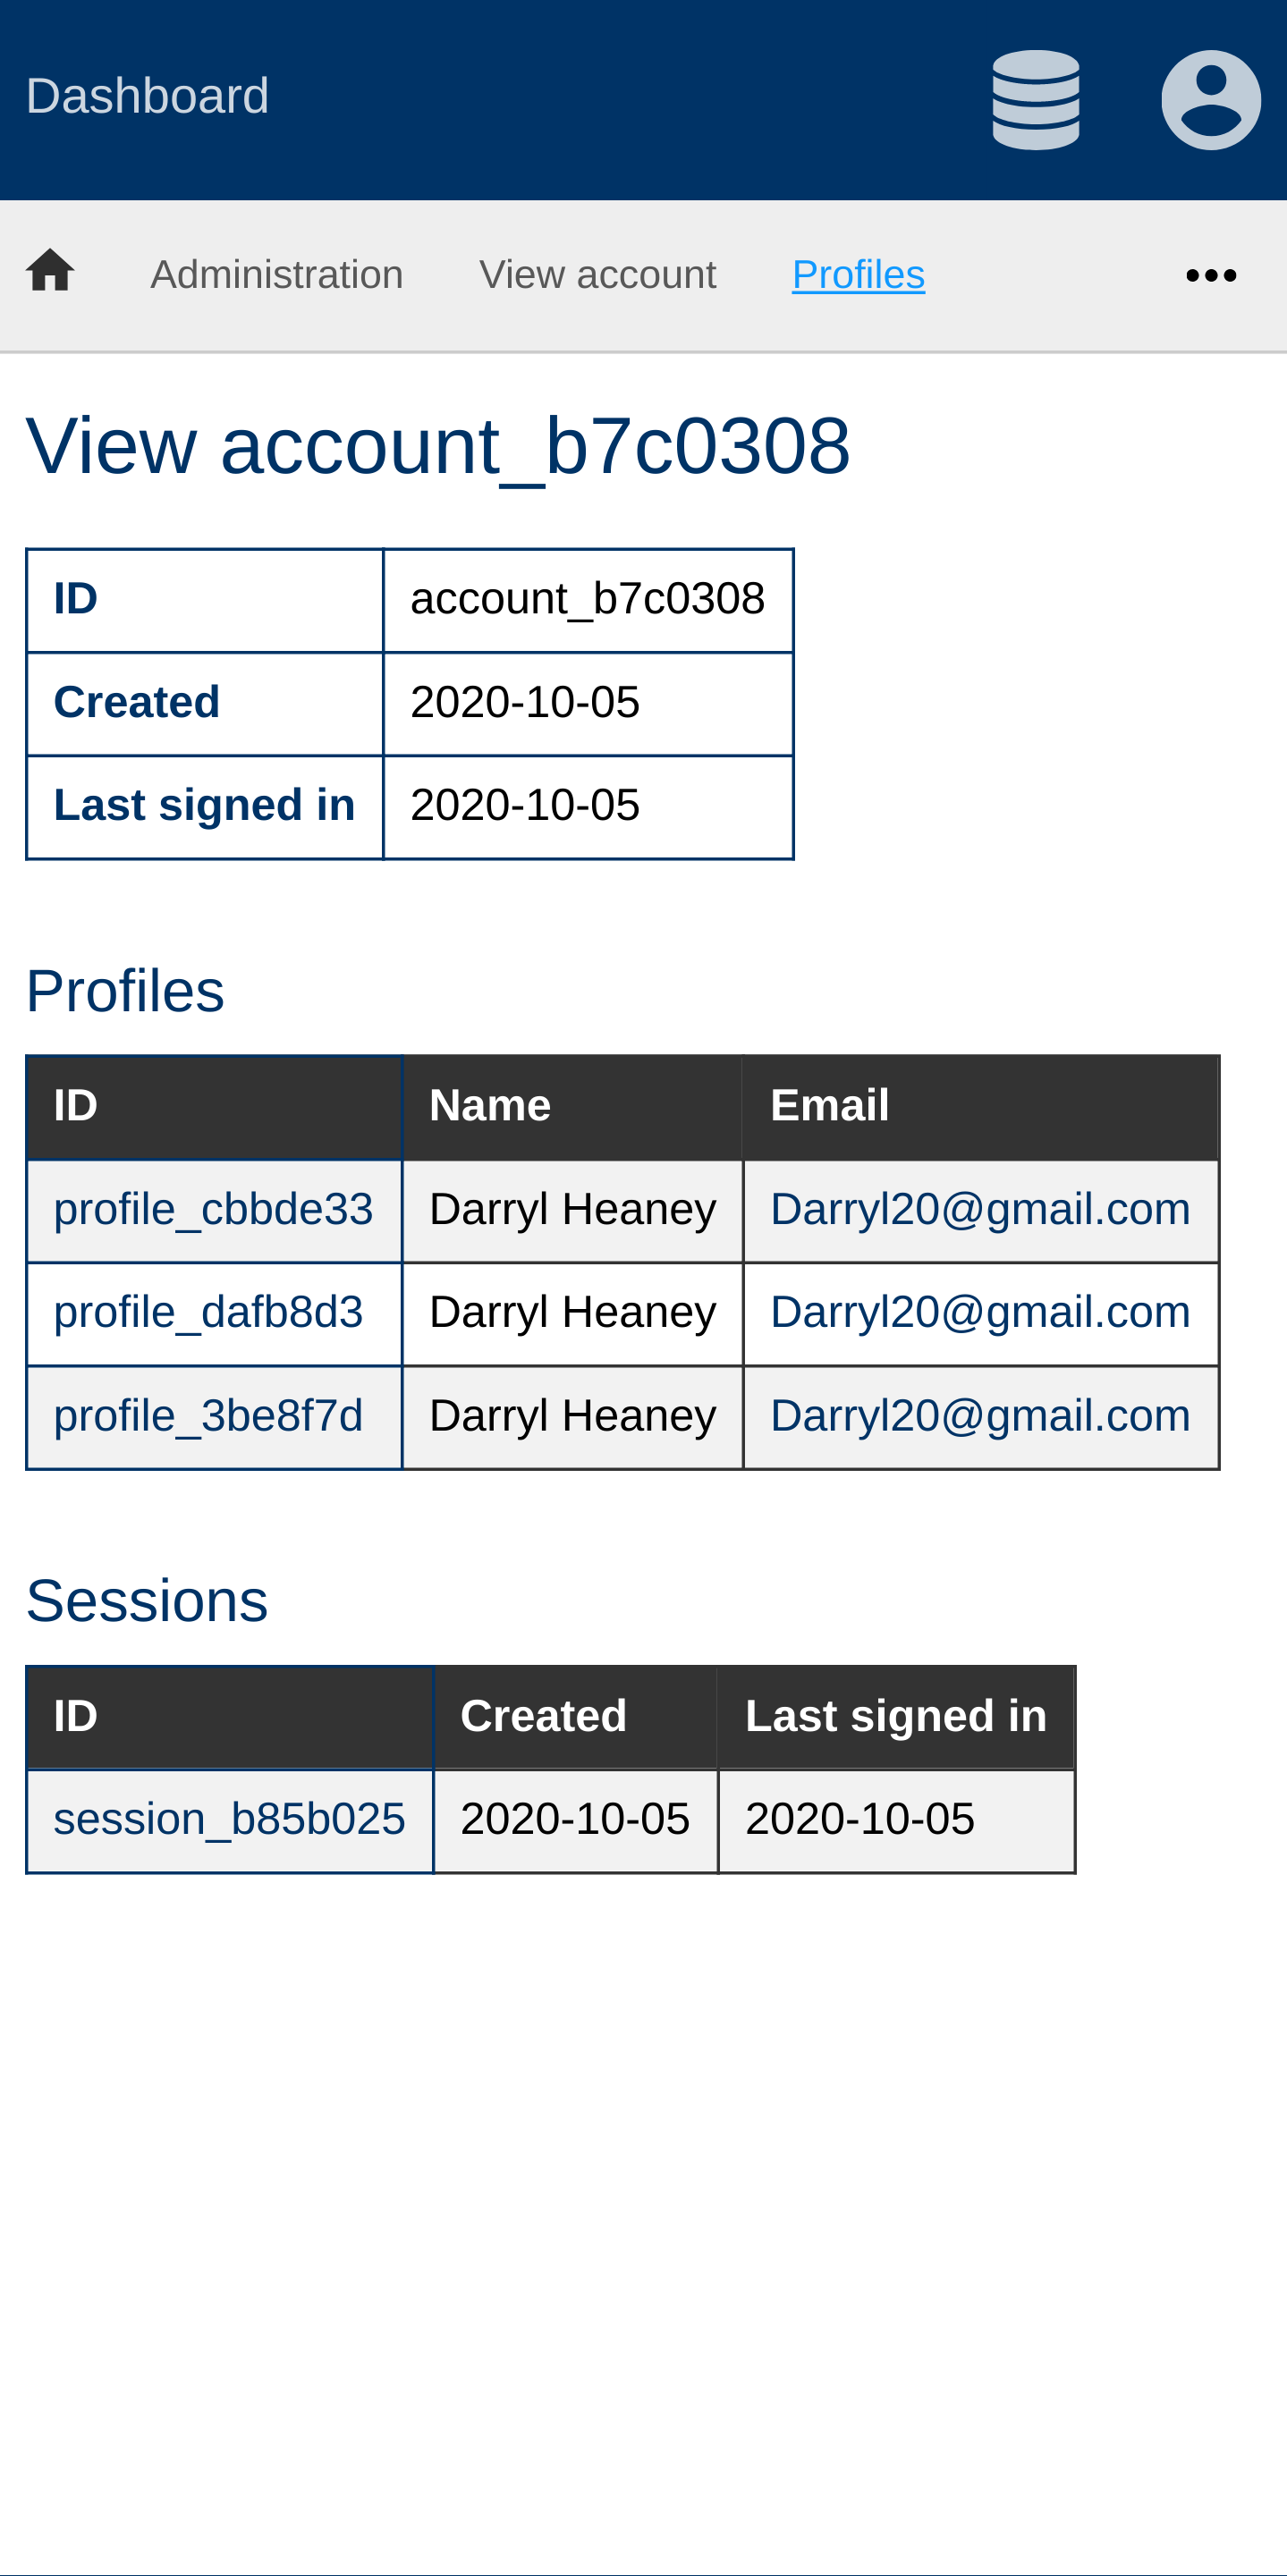 Dashboard
Administration View account Profiles •••
View account_b7c0308
ID account_b7c0308
Created 2020-10-05
Last signed in 2020-10-05
Profiles
ID Name Email
profile_cbbde33 Darryl Heaney Darryl20@gmail.com
profile_dafb8d3 Darryl Heaney Darryl20@gmail.com
profile_3be8f7d Darryl Heaney Darryl20@gmail.com
Sessions
ID Created Last signed in
session_b85b025 2020-10-05 2020-10-05